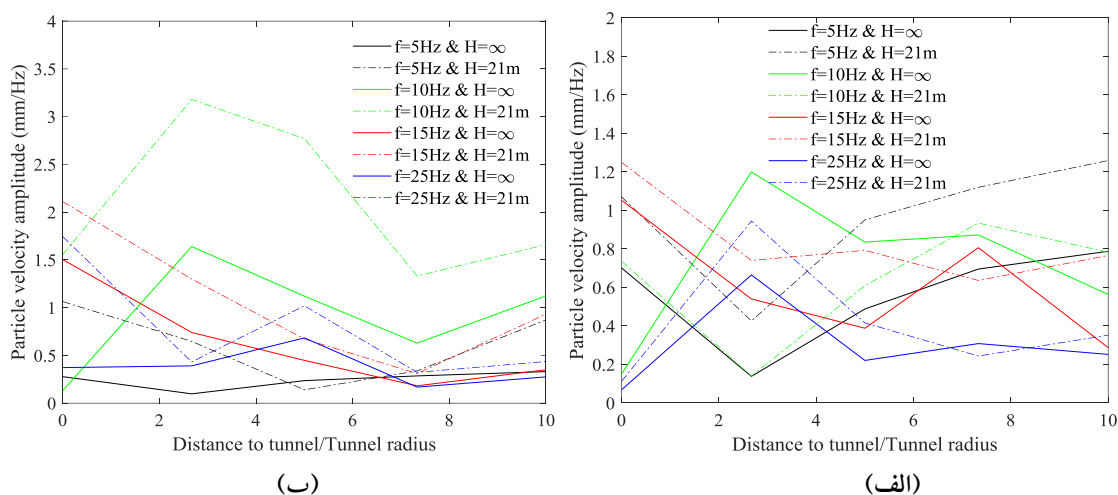 4
3.5
3
2.5
2
1.5
1
0.5
0
0 2 4 6 8 10
Particle velocity amplitude (mm/Hz)
Distance to tunnel/Tunnel radius
f=5Hz & H=∞
f=5Hz & H=21m
f=10Hz & H=∞
f=10Hz & H=21m
f=15Hz & H=∞
f=15Hz & H=21m
f=25Hz & H=∞
f=25Hz & H=21m
(ب)
2
1.8
1.6
1.4
1.2
1
0.8
0.6
0.4
0.2
0
0 2 4 6 8 10
Particle velocity amplitude (mm/Hz)
Distance to tunnel/Tunnel radius
f=5Hz & H=∞
f=5Hz & H=21m
f=10Hz & H=∞
f=10Hz & H=21m
f=15Hz & H=∞
f=15Hz & H=21m
f=25Hz & H=∞
f=25Hz & H=21m
(الف)